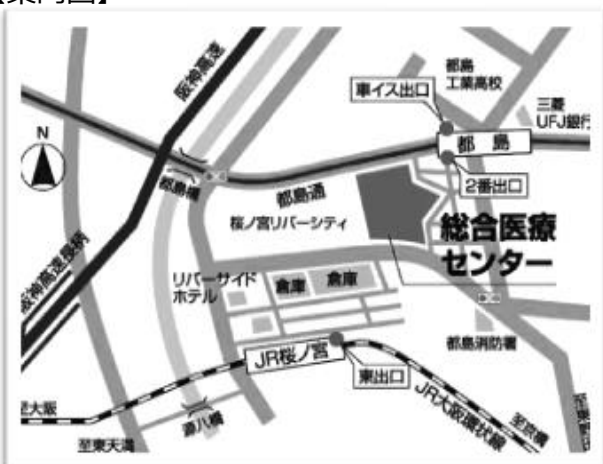 阪神高速
都島
工業高校
車イス出口
三菱
UFJ銀行
N
都島
都島橋
2番出口
都島通
桜ノ宮リバーシティ
総合医療
センター
リバーサイド
ホテル
倉庫
倉庫
都島消防署
JR桜ノ宮
東出口
JR大阪環状線
至大阪
源八橋
至京橋
至東天満